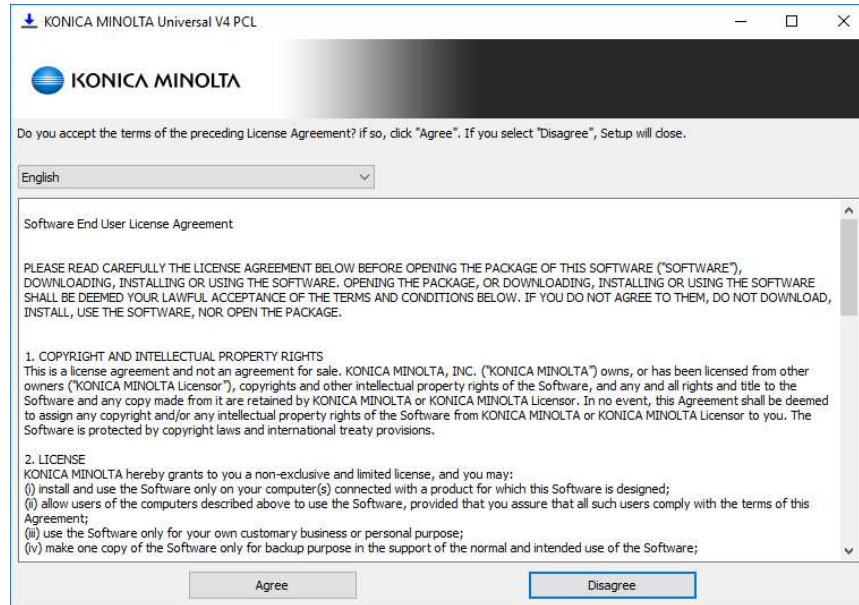 KONICA MINOLTA Universal V4 PCL
KONICA MINOLTA
Do you accept the terms of the preceding License Agreement? if so, click "Agree". If you select "Disagree", Setup will close.
English
Software End User License Agreement
PLEASE READ CAREFULLY THE LICENSE AGREEMENT BELOW BEFORE OPENING THE PACKAGE OF THIS SOFTWARE ("SOFTWARE"),
DOWNLOADING, INSTALLING OR USING THE SOFTWARE. OPENING THE PACKAGE, OR DOWNLOADING, INSTALLING OR USING THE SOFTWARE
SHALL BE DEEMED YOUR LAWFUL ACCEPTANCE OF THE TERMS AND CONDITIONS BELOW. IF YOU DO NOT AGREE TO THEM, DO NOT DOWNLOAD,
INSTALL, USE THE SOFTWARE, NOR OPEN THE PACKAGE.
1. COPYRIGHT AND INTELLECTUAL PROPERTY RIGHTS
This is a license agreement and not an agreement for sale. KONICA MINOLTA, INC. ("KONICA MINOLTA") owns, or has been licensed from other
owners ("KONICA MINOLTA Licensor"), copyrights and other intellectual property rights of the Software, and any and all rights and title to the
Software and any copy made from it are retained by KONICA MINOLTA or KONICA MINOLTA Licensor. In no event, this Agreement shall be deemed
to assign any copyright and/or any intellectual property rights of the Software from KONICA MINOLTA or KONICA MINOLTA Licensor to you. The
Software is protected by copyright laws and international treaty provisions.
2. LICENSE
KONICA MINOLTA hereby grants to you a non-exclusive and limited license, and you may:
(i) install and use the Software only on your computer(s) connected with a product for which this Software is designed;
(ii) allow users of the computers described above to use the Software, provided that you assure that all such users comply with the terms of this
Agreement;
(iii) use the Software only for your own customary business or personal purpose;
(iv) make one copy of the Software only for backup purpose in the support of the normal and intended use of the Software;
Agree
Disagree